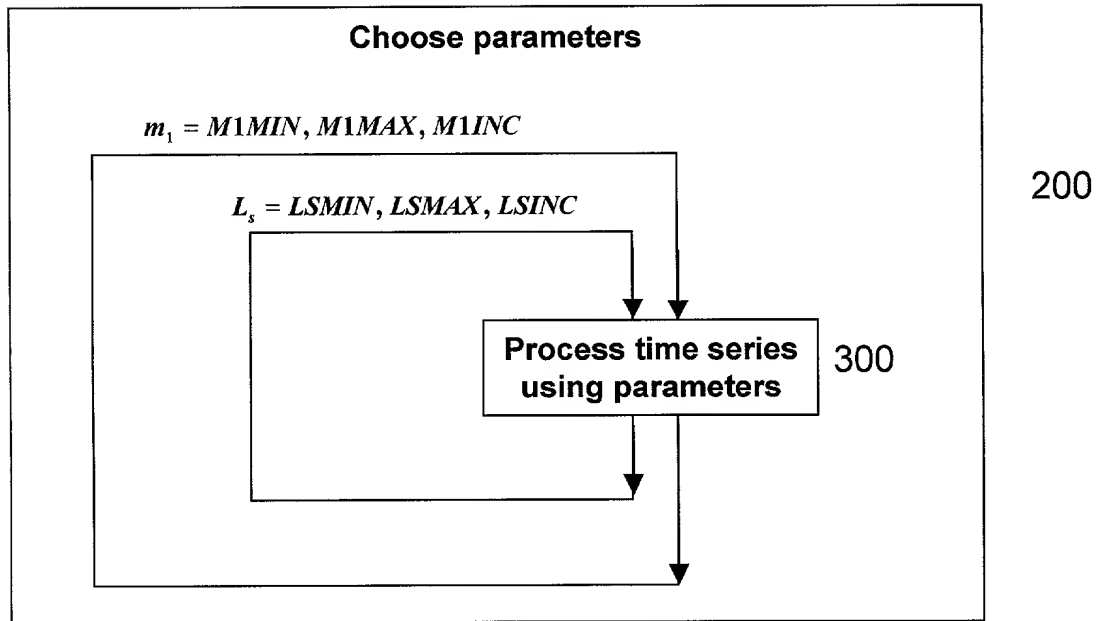 Choose parameters
m₁ = M1MIN, M1MAX, M1INC
200
Lₛ = LSMIN, LSMAX, LSINC
Process time series
using parameters
300